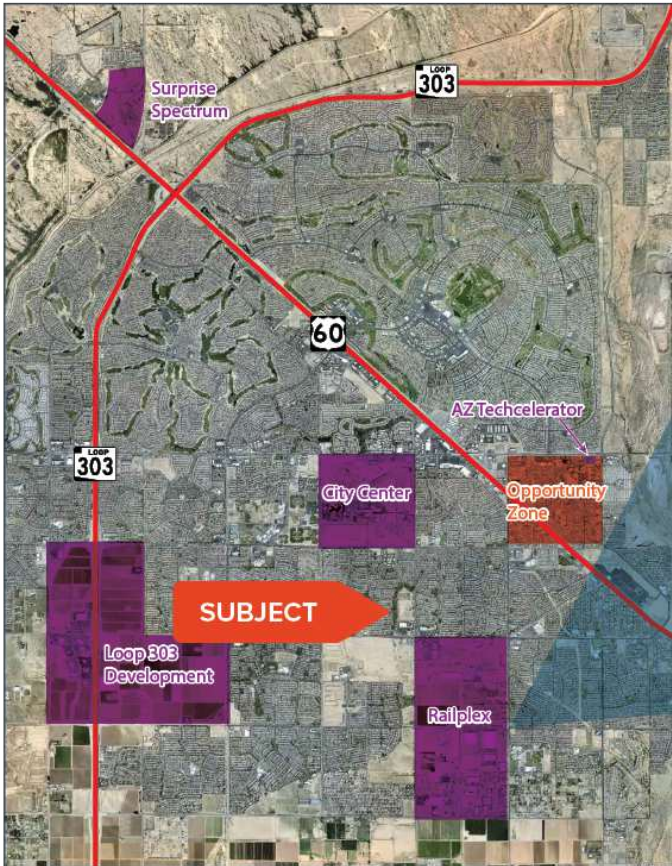 LOOP
303
Surprise
Spectrum
60
AZ Techcelerator
LOOP
303
City Center
Opportunity
Zone
SUBJECT
Loop 303
Development
Railplex